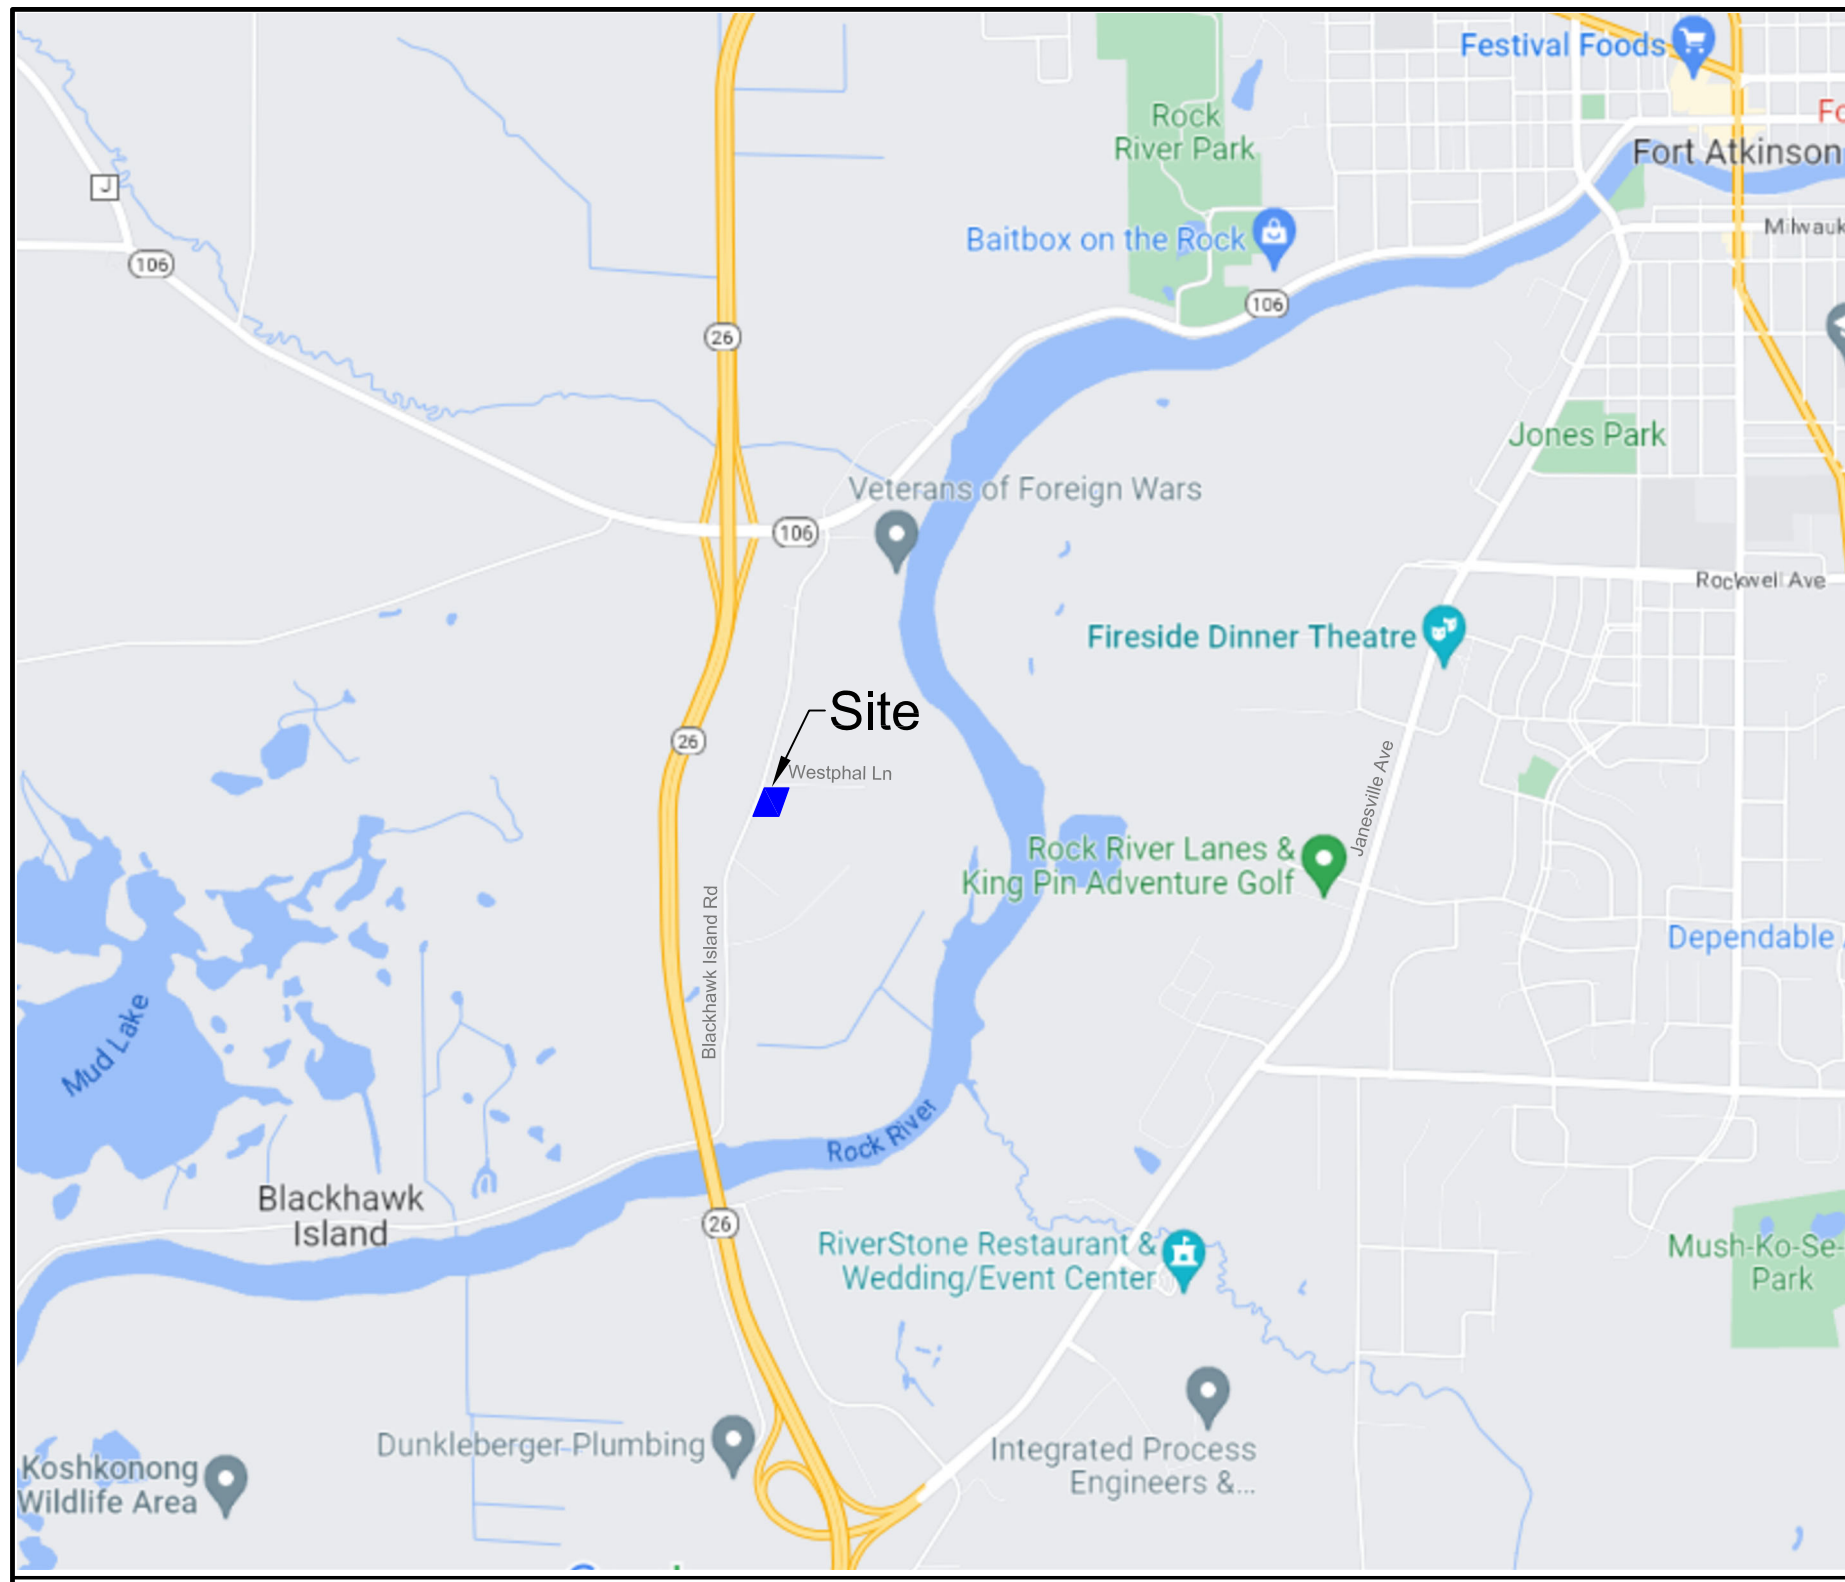 Festival Foods
Fo
Rock
River Park
Fort Atkinson
J
Milwauk
Baitbox on the Rock
106
106
26
Jones Park
Veterans of Foreign Wars
106
Rockwell Ave
Fireside Dinner Theatre
Site
26
Westphal Ln
Janesville Ave
Rock River Lanes &
King Pin Adventure Golf
Blackhawk Island Rd
Dependable
Mud Lake
Rock River
Blackhawk
Island
26
RiverStone Restaurant &
Wedding/Event Center
Mush-Ko-Se-
Park
Dunkleberger Plumbing
Integrated Process
Engineers &...
Koshkonong
Wildlife Area